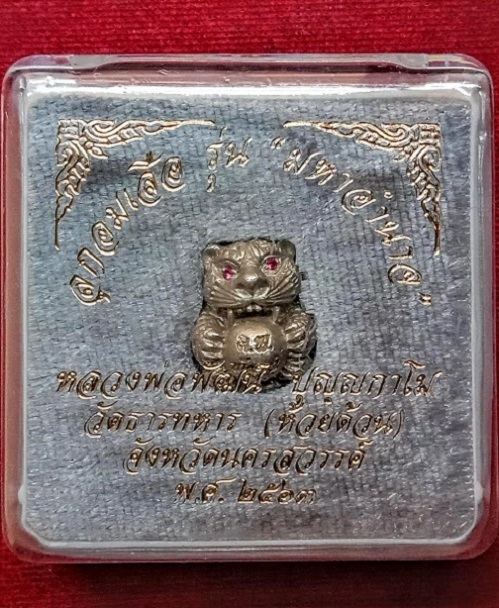 ลูกอมเสือ รุ่น "มหาอำนาจ"
พ.พ.
หลวงพ่อพัฒน์ ปุญญกาโม
วัดธารทหาร (ห้วยด้วน)
จังหวัดนครสวรรค์
พ.ศ. ๒๕๖๓